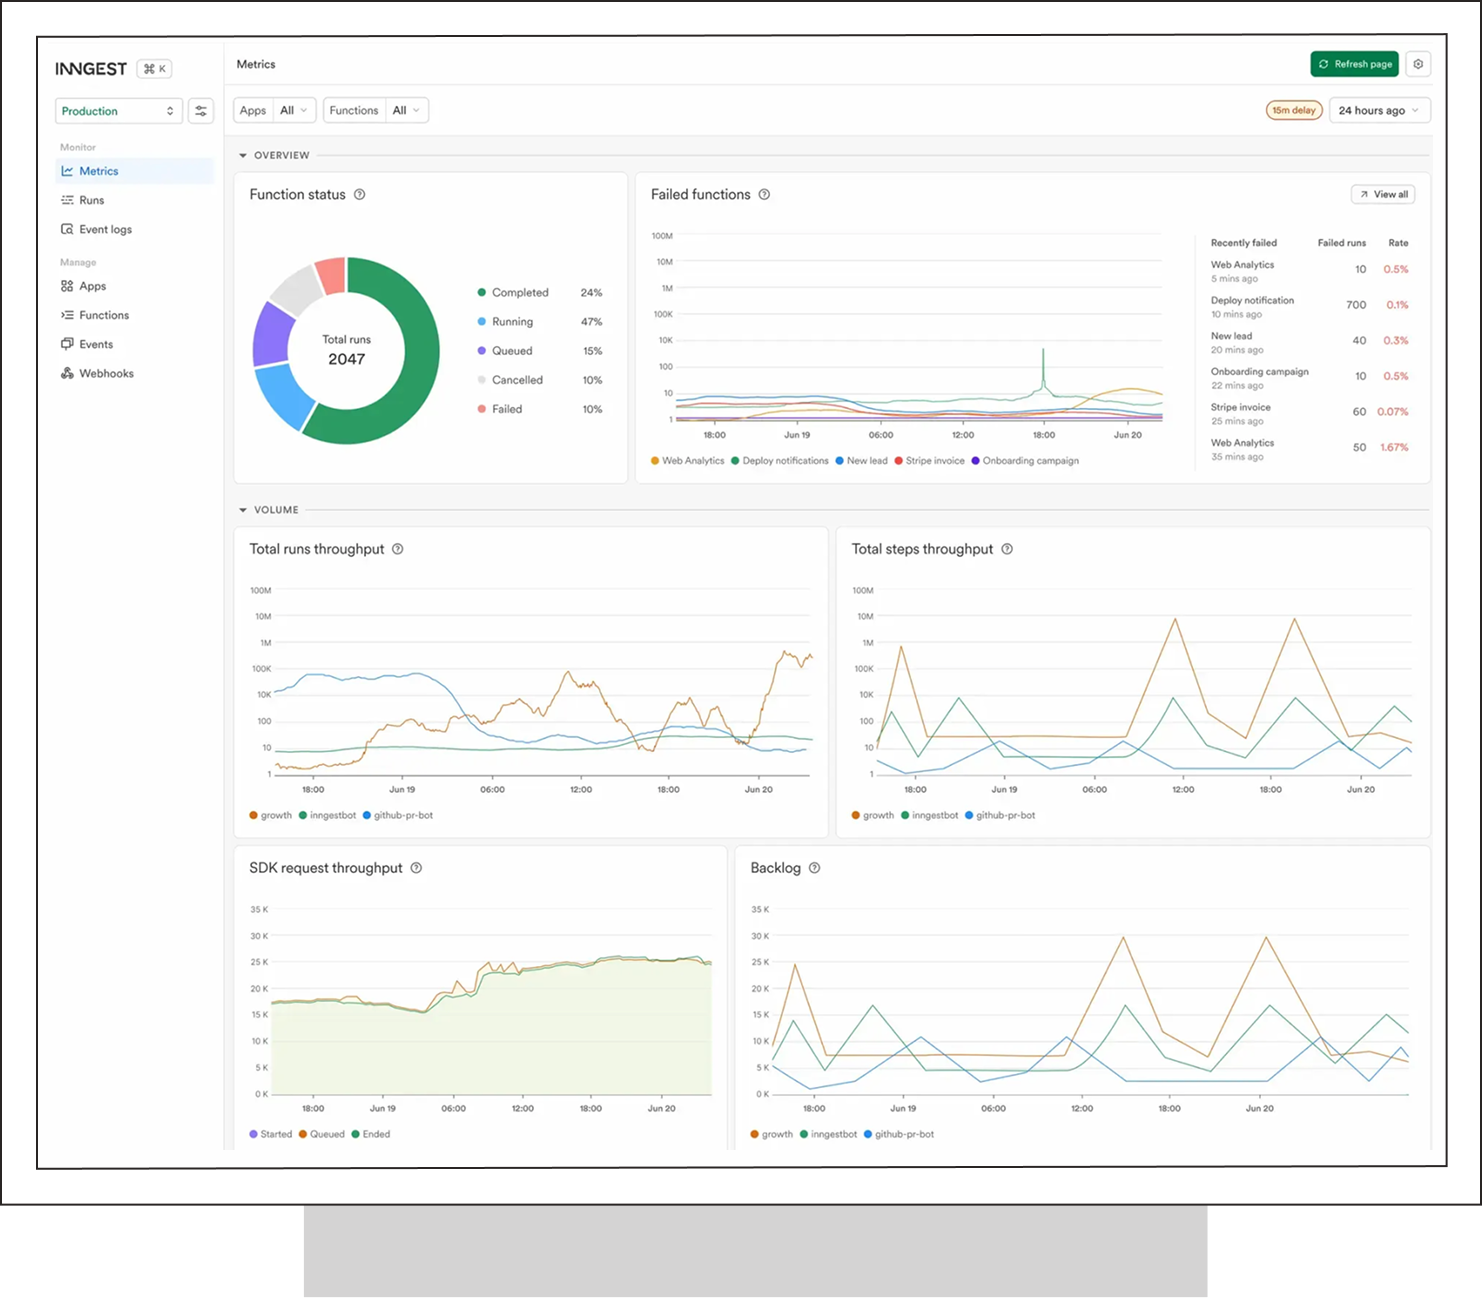 INNGEST ⌘ K
Production
Monitor
Metrics
Runs
Event logs
Manage
Apps
Functions
Events
Webhooks
Metrics
Refresh page
Apps All Functions All
15m delay 24 hours ago
OVERVIEW
Function status
Total runs
2047
Completed 24%
Running 47%
Queued 15%
Cancelled 10%
Failed 10%
Failed functions
View all
100M
10M
1M
100K
10K
100
10
1
18:00 Jun 19 06:00 12:00 18:00 Jun 20
Web Analytics Deploy notifications New lead Stripe invoice Onboarding campaign
Recently failed Failed runs Rate
Web Analytics 10 0.5%
5 mins ago
Deploy notification 700 0.1%
10 mins ago
New lead 40 0.3%
20 mins ago
Onboarding campaign 10 0.5%
22 mins ago
Stripe invoice 60 0.07%
25 mins ago
Web Analytics 50 1.67%
35 mins ago
VOLUME
Total runs throughput
100M
10M
1M
100K
10K
100
10
1
18:00 Jun 19 06:00 12:00 18:00 Jun 20
growth inngestbot github-pr-bot
Total steps throughput
100M
10M
1M
100K
10K
100
10
1
18:00 Jun 19 06:00 12:00 18:00 Jun 20
growth inngestbot github-pr-bot
SDK request throughput
35 K
30 K
25 K
20 K
15 K
10 K
5 K
0 K
18:00 Jun 19 06:00 12:00 18:00 Jun 20
Started Queued Ended
Backlog
35 K
30 K
25 K
20 K
15 K
10 K
5 K
0 K
18:00 Jun 19 06:00 12:00 18:00 Jun 20
growth inngestbot github-pr-bot